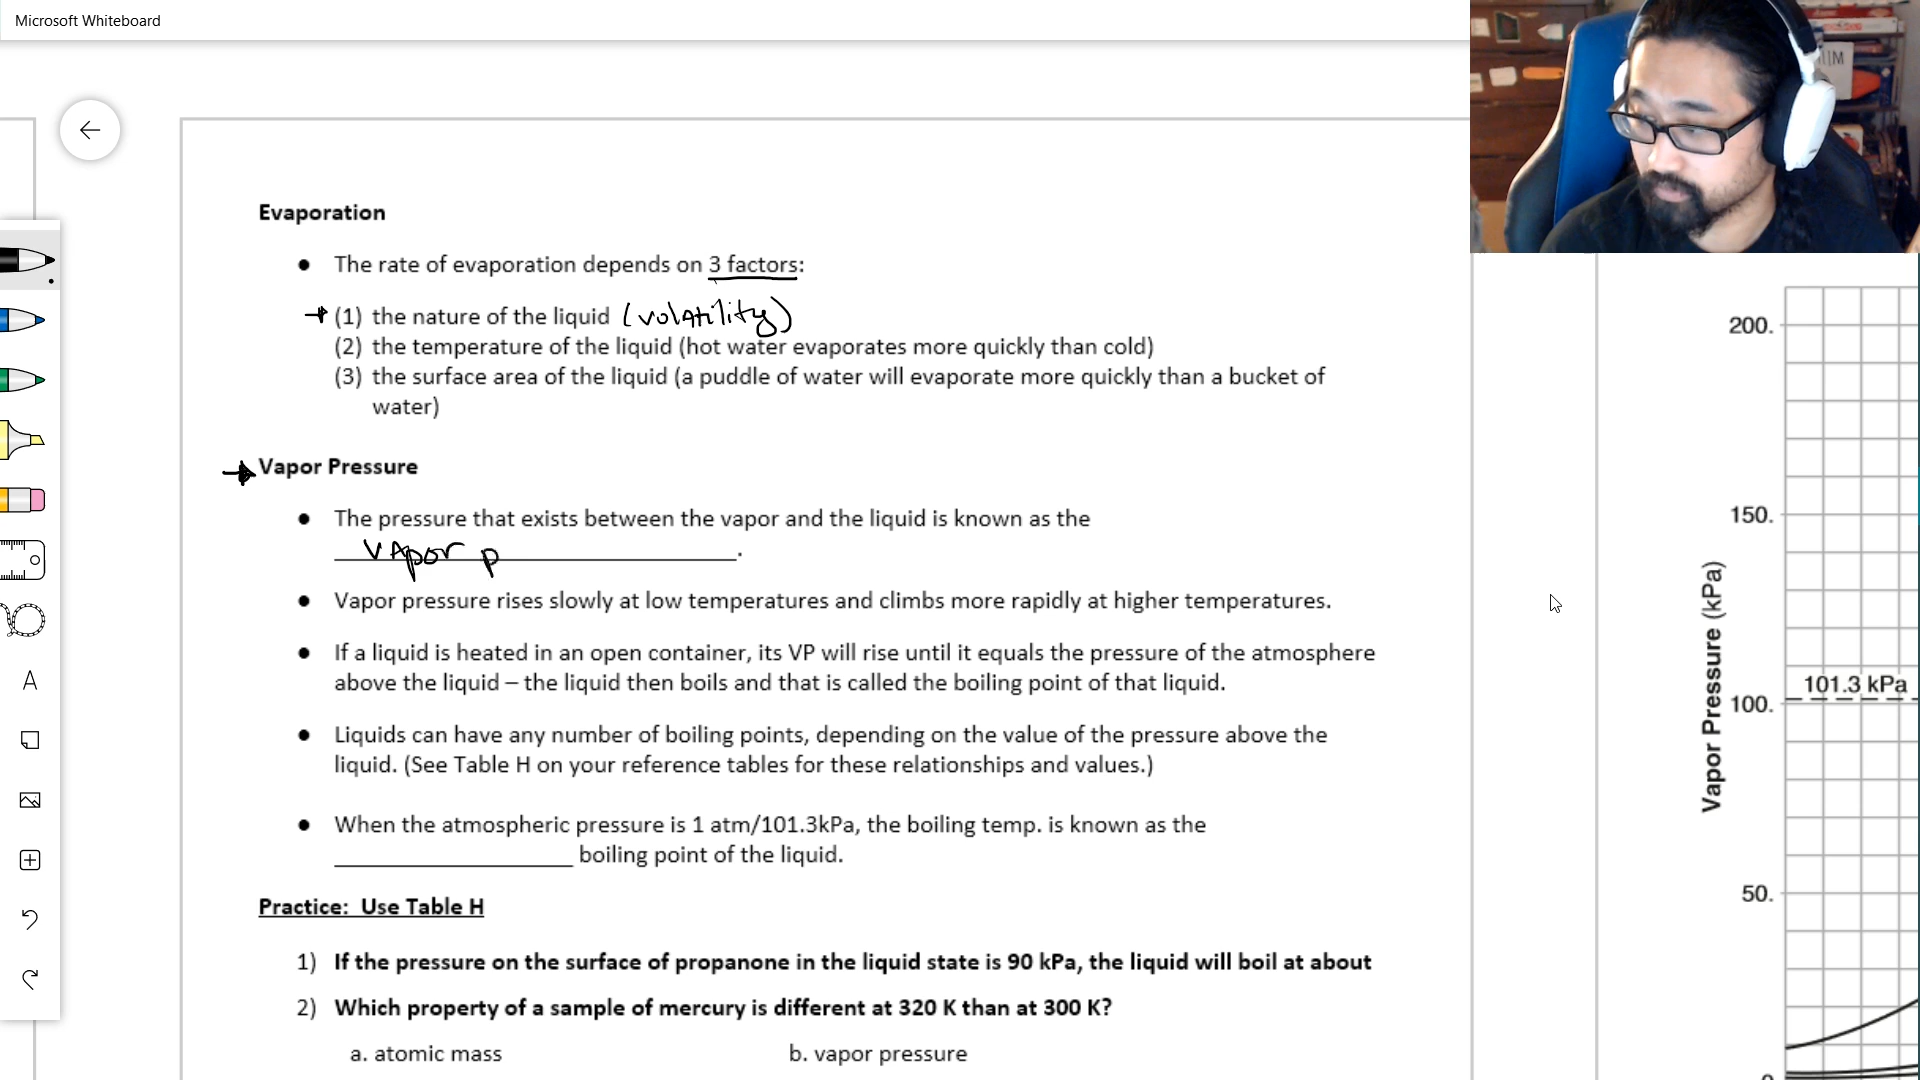 Microsoft Whiteboard
Evaporation
● The rate of evaporation depends on 3 factors:
(1) the nature of the liquid (volatility)
(2) the temperature of the liquid (hot water evaporates more quickly than cold)
(3) the surface area of the liquid (a puddle of water will evaporate more quickly than a bucket of
water)
Vapor Pressure
● The pressure that exists between the vapor and the liquid is known as the
vapor p.
● Vapor pressure rises slowly at low temperatures and climbs more rapidly at higher temperatures.
● If a liquid is heated in an open container, its VP will rise until it equals the pressure of the atmosphere
above the liquid – the liquid then boils and that is called the boiling point of that liquid.
● Liquids can have any number of boiling points, depending on the value of the pressure above the
liquid. (See Table H on your reference tables for these relationships and values.)
● When the atmospheric pressure is 1 atm/101.3kPa, the boiling temp. is known as the
____________________ boiling point of the liquid.
Practice: Use Table H
1) If the pressure on the surface of propanone in the liquid state is 90 kPa, the liquid will boil at about
2) Which property of a sample of mercury is different at 320 K than at 300 K?
a. atomic mass b. vapor pressure
A
Vapor Pressure (kPa)
200.
150.
101.3 kPa
100.
50.